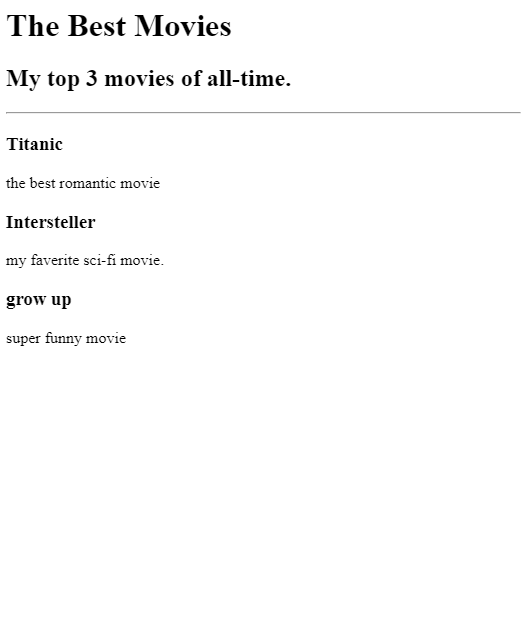 The Best Movies
My top 3 movies of all-time.
Titanic
the best romantic movie
Intersteller
my faverite sci-fi movie.
grow up
super funny movie